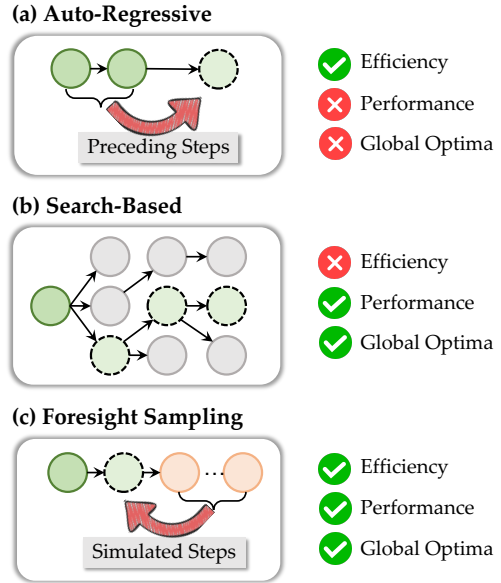 (a) Auto-Regressive
Preceding Steps
Efficiency
Performance
Global Optima
(b) Search-Based
Efficiency
Performance
Global Optima
(c) Foresight Sampling
...
Simulated Steps
Efficiency
Performance
Global Optima